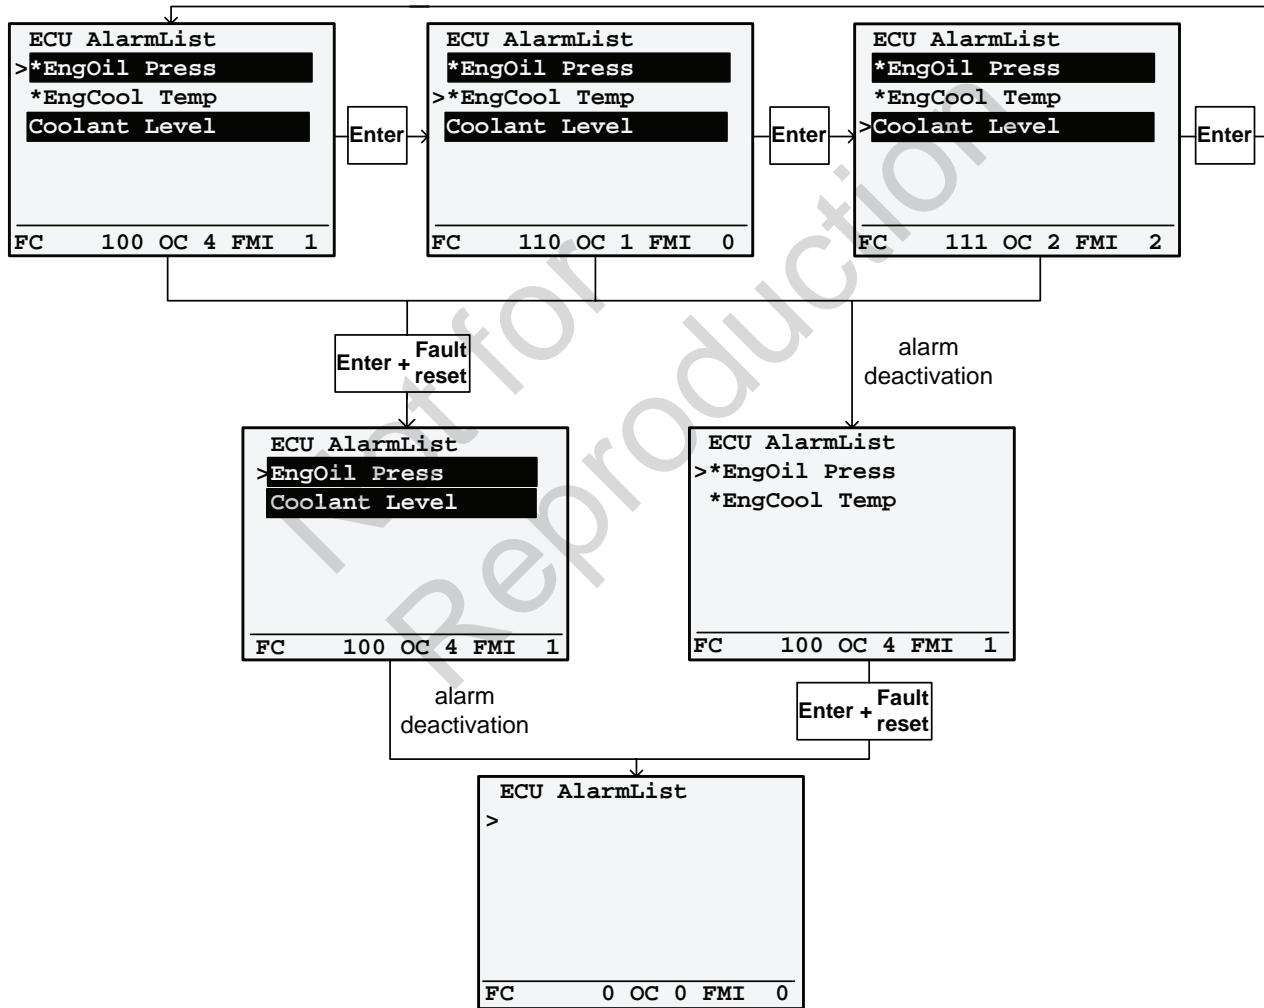 ECU AlarmList
>*EngOil Press
*EngCool Temp
Coolant Level
FC 100 OC 4 FMI 1
Enter
ECU AlarmList
*EngOil Press
>*EngCool Temp
Coolant Level
FC 110 OC 1 FMI 0
Enter
ECU AlarmList
*EngOil Press
*EngCool Temp
>Coolant Level
FC 111 OC 2 FMI 2
Enter
Enter + Fault
reset
alarm
deactivation
ECU AlarmList
>EngOil Press
Coolant Level
FC 100 OC 4 FMI 1
ECU AlarmList
>*EngOil Press
*EngCool Temp
FC 100 OC 4 FMI 1
alarm
deactivation
Enter + Fault
reset
ECU AlarmList
>
FC 0 OC 0 FMI 0
Not for
Reproduction